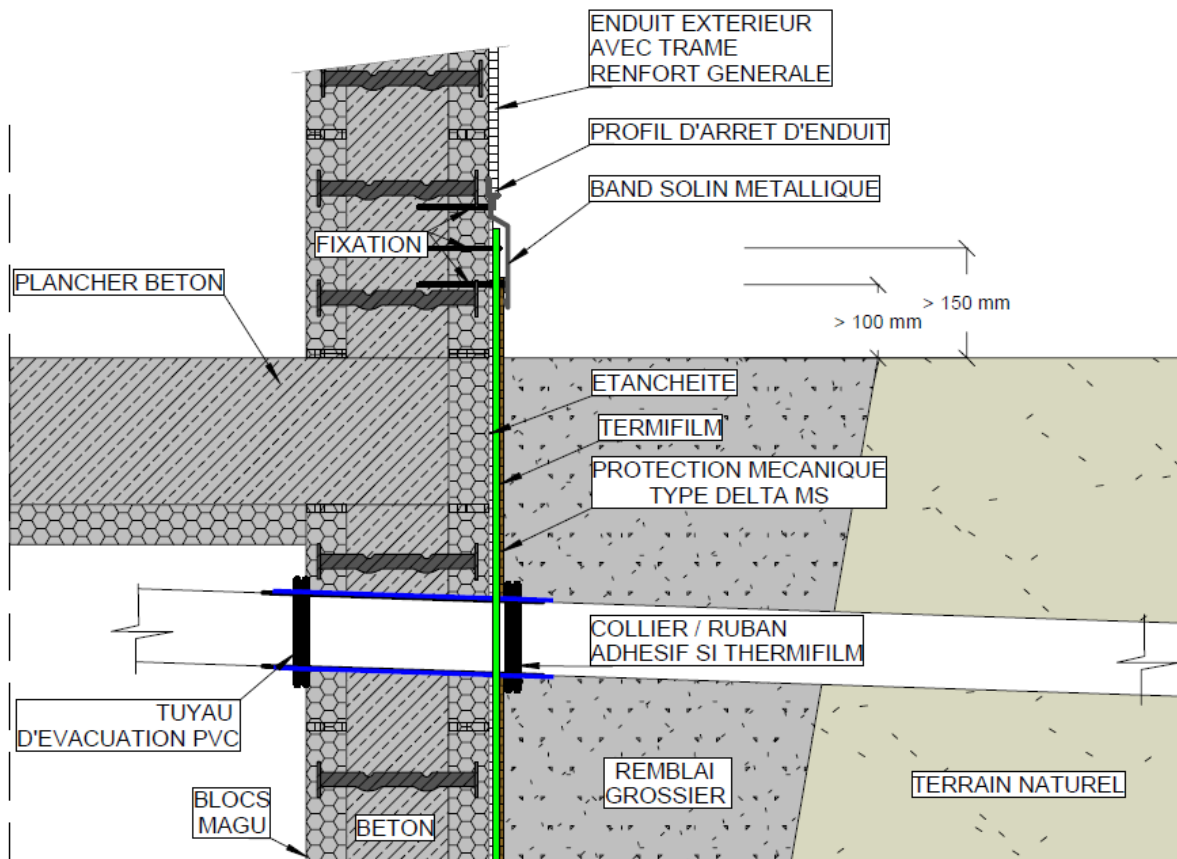 ENDUIT EXTERIEUR
AVEC TRAME
RENFORT GENERALE
PROFIL D'ARRET D'ENDUIT
BAND SOLIN METALLIQUE
FIXATION
PLANCHER BETON
> 150 mm
> 100 mm
ETANCHEITE
TERMIFILM
PROTECTION MECANIQUE
TYPE DELTA MS
COLLIER / RUBAN
ADHESIF SI THERMIFILM
TUYAU
D'EVACUATION PVC
REMBLAI
GROSSIER
TERRAIN NATUREL
BLOCS
MAGU
BETON